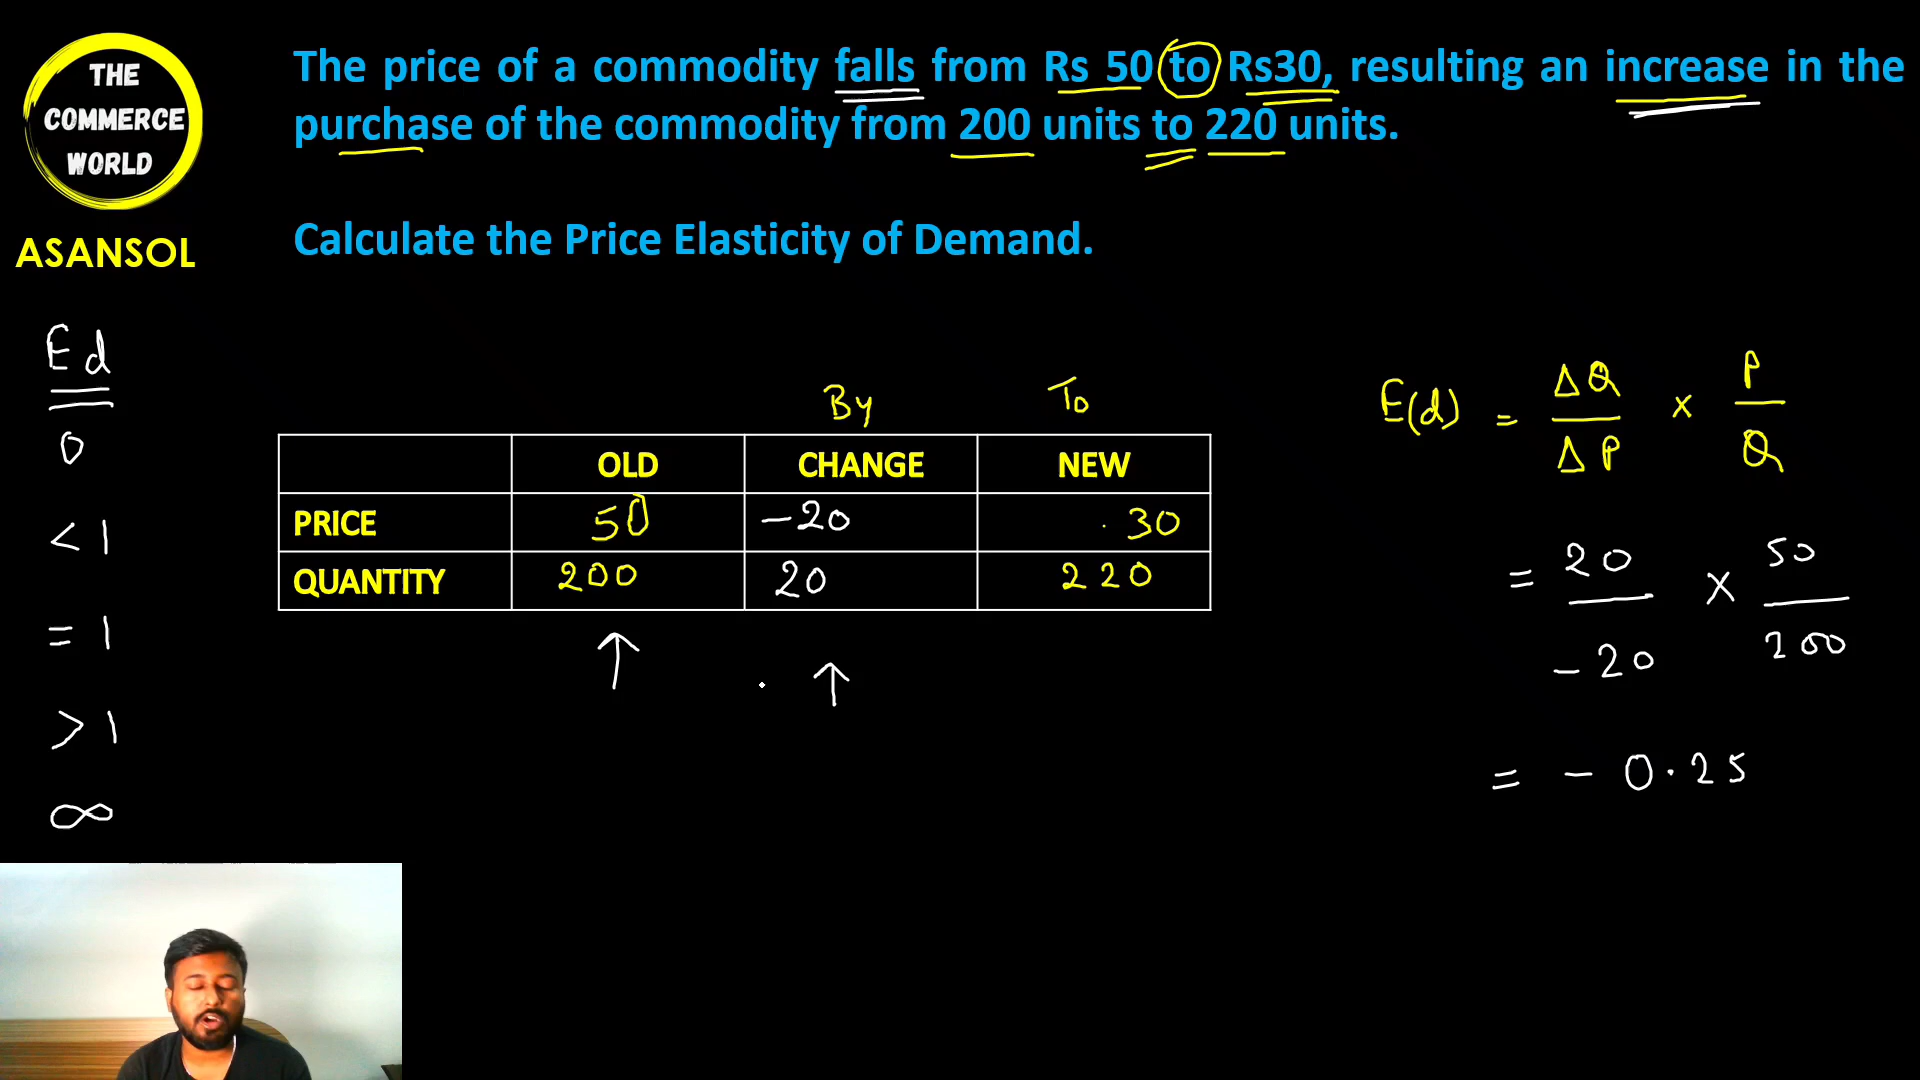 THE
COMMERCE
WORLD
ASANSOL
The price of a commodity falls from Rs 50 to Rs30, resulting an increase in the
purchase of the commodity from 200 units to 220 units.
Calculate the Price Elasticity of Demand.
Ed
0
< 1
= 1
> 1
∞
By To
OLD CHANGE NEW
PRICE 50 -20 30
QUANTITY 200 20 220
E(d) = ΔQ / ΔP × P / Q
= 20 / -20 × 50 / 200
= - 0.25